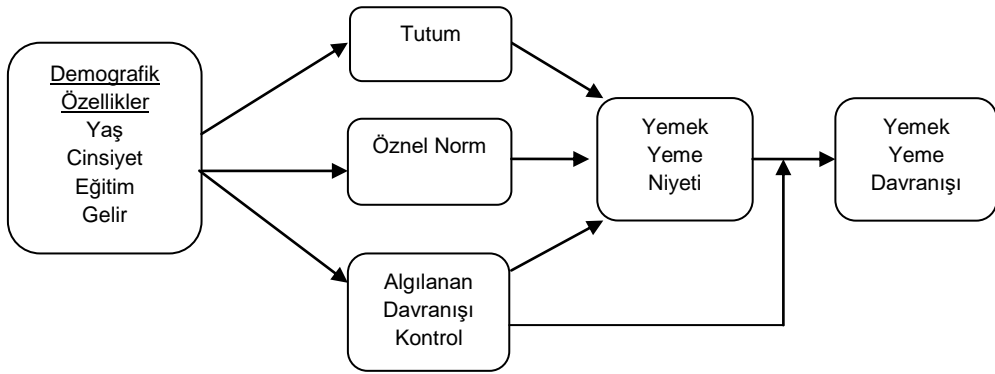 Demografik
Özellikler
Yaş
Cinsiyet
Eğitim
Gelir
Tutum
Öznel Norm
Algılanan
Davranışı
Kontrol
Yemek
Yeme
Niyeti
Yemek
Yeme
Davranışı